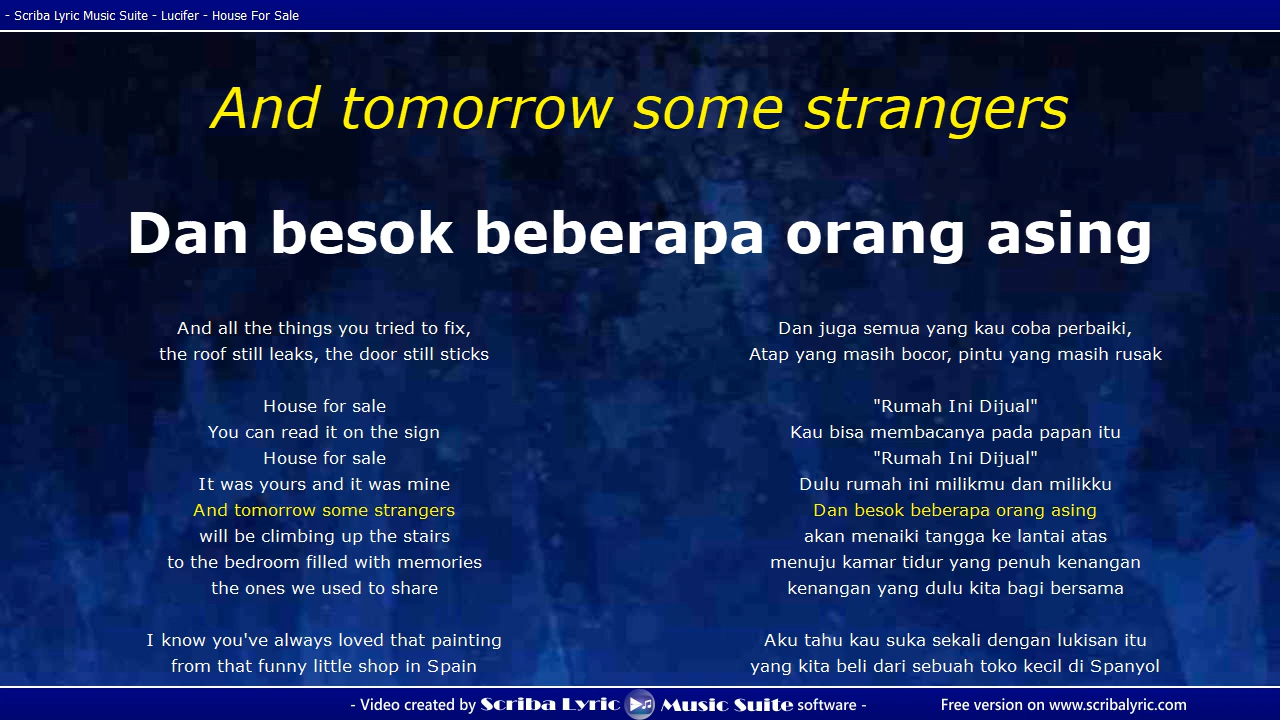 - Scriba Lyric Music Suite - Lucifer - House For Sale
And tomorrow some strangers
Dan besok beberapa orang asing
And all the things you tried to fix,
the roof still leaks, the door still sticks
House for sale
You can read it on the sign
House for sale
It was yours and it was mine
And tomorrow some strangers
will be climbing up the stairs
to the bedroom filled with memories
the ones we used to share
I know you've always loved that painting
from that funny little shop in Spain
Dan juga semua yang kau coba perbaiki,
Atap yang masih bocor, pintu yang masih rusak
"Rumah Ini Dijual"
Kau bisa membacanya pada papan itu
"Rumah Ini Dijual"
Dulu rumah ini milikmu dan milikku
Dan besok beberapa orang asing
akan menaiki tangga ke lantai atas
menuju kamar tidur yang penuh kenangan
kenangan yang dulu kita bagi bersama
Aku tahu kau suka sekali dengan lukisan itu
yang kita beli dari sebuah toko kecil di Spanyol
- Video created by Scriba Lyric Music Suite software - Free version on www.scribalyric.com